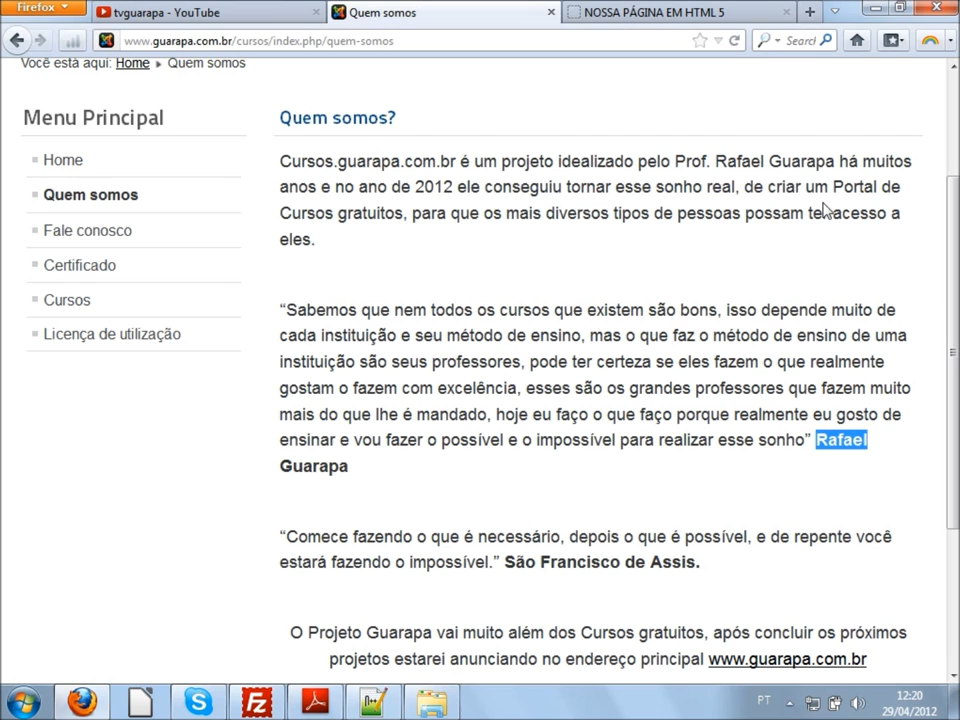 Firefox
tvguarapa - YouTube
Quem somos
NOSSA PÁGINA EM HTML 5
www.guarapa.com.br/cursos/index.php/quem-somos
Search
Você está aqui: Home Quem somos
Menu Principal
Home
Quem somos
Fale conosco
Certificado
Cursos
Licença de utilização
Quem somos?
Cursos.guarapa.com.br é um projeto idealizado pelo Prof. Rafael Guarapa há muitos
anos e no ano de 2012 ele conseguiu tornar esse sonho real, de criar um Portal de
Cursos gratuitos, para que os mais diversos tipos de pessoas possam ter acesso a
eles.
“Sabemos que nem todos os cursos que existem são bons, isso depende muito de
cada instituição e seu método de ensino, mas o que faz o método de ensino de uma
instituição são seus professores, pode ter certeza se eles fazem o que realmente
gostam o fazem com excelência, esses são os grandes professores que fazem muito
mais do que lhe é mandado, hoje eu faço o que faço porque realmente eu gosto de
ensinar e vou fazer o possível e o impossível para realizar esse sonho” Rafael
Guarapa
“Comece fazendo o que é necessário, depois o que é possível, e de repente você
estará fazendo o impossível.” São Francisco de Assis.
O Projeto Guarapa vai muito além dos Cursos gratuitos, após concluir os próximos
projetos estarei anunciando no endereço principal www.guarapa.com.br
PT
12:20
29/04/2012